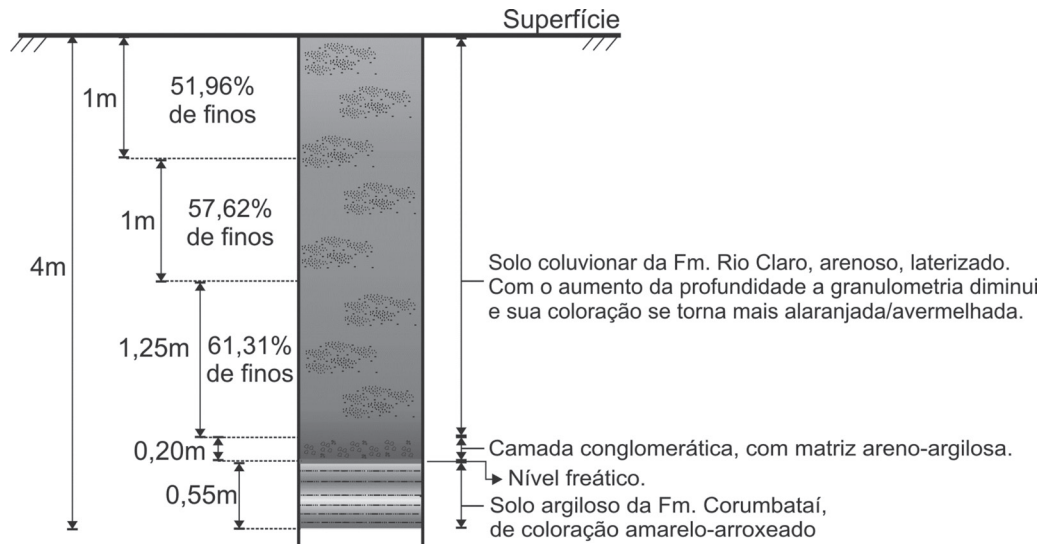 Superfície
1m
51,96%
de finos
1m
57,62%
de finos
4m
Solo coluvionar da Fm. Rio Claro, arenoso, laterizado.
Com o aumento da profundidade a granulometria diminui
e sua coloração se torna mais alaranjada/avermelhada.
1,25m
61,31%
de finos
0,20m
Camada conglomerática, com matriz areno-argilosa.
Nível freático.
0,55m
Solo argiloso da Fm. Corumbataí,
de coloração amarelo-arroxeado